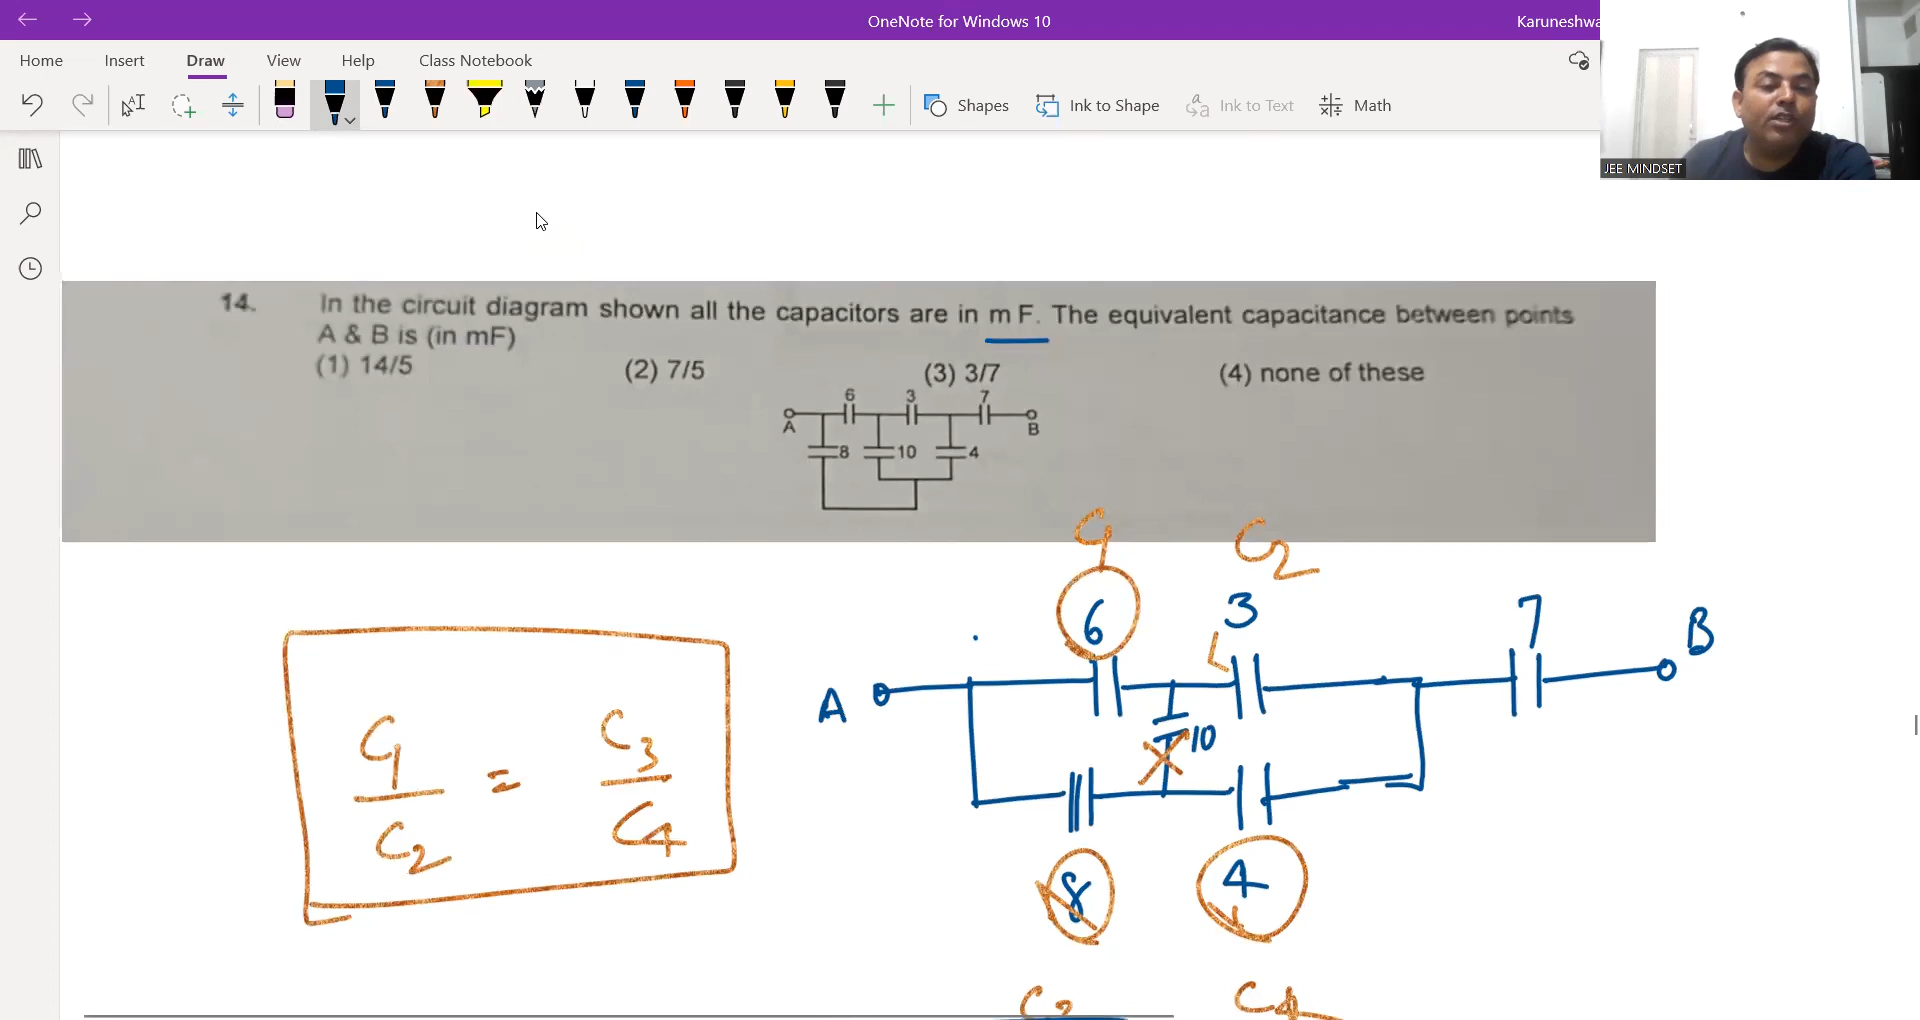 OneNote for Windows 10
Karuneshwa
Home Insert Draw View Help Class Notebook
Shapes Ink to Shape Ink to Text Math
JEE MINDSET
14. In the circuit diagram shown all the capacitors are in m F. The equivalent capacitance between points
A & B is (in mF)
(1) 14/5 (2) 7/5 (3) 3/7 (4) none of these
6 3 7
A B
8 10 4
C1 C2
6 3 7 B
A
10
C1 = C3
C2 C4
8 4
C3 C4